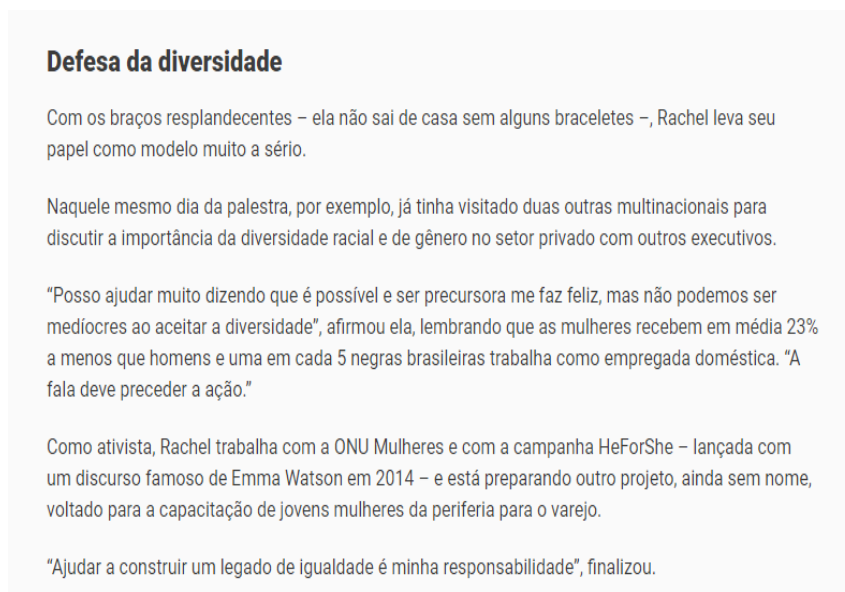 Defesa da diversidade
Com os braços resplandecentes – ela não sai de casa sem alguns braceletes –, Rachel leva seu
papel como modelo muito a sério.
Naquele mesmo dia da palestra, por exemplo, já tinha visitado duas outras multinacionais para
discutir a importância da diversidade racial e de gênero no setor privado com outros executivos.
“Posso ajudar muito dizendo que é possível e ser precursora me faz feliz, mas não podemos ser
medíocres ao aceitar a diversidade”, afirmou ela, lembrando que as mulheres recebem em média 23%
a menos que homens e uma em cada 5 negras brasileiras trabalha como empregada doméstica. “A
fala deve preceder a ação.”
Como ativista, Rachel trabalha com a ONU Mulheres e com a campanha HeForShe – lançada com
um discurso famoso de Emma Watson em 2014 – e está preparando outro projeto, ainda sem nome,
voltado para a capacitação de jovens mulheres da periferia para o varejo.
“Ajudar a construir um legado de igualdade é minha responsabilidade”, finalizou.